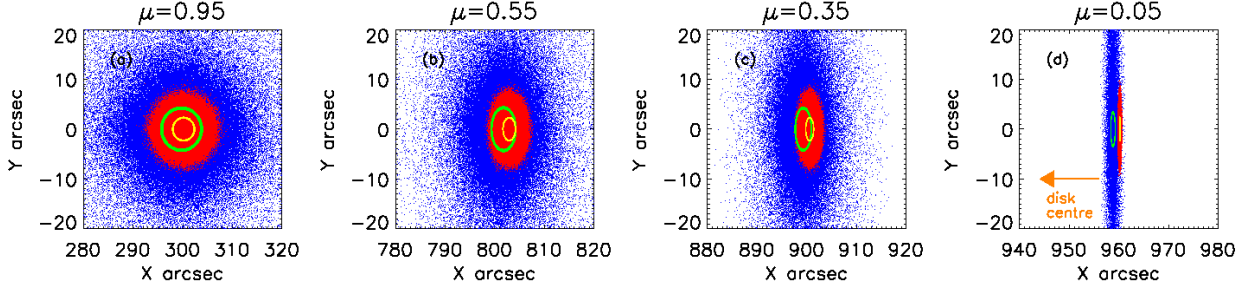 μ=0.95
μ=0.55
μ=0.35
μ=0.05
20
10
0
−10
−20
Y arcsec
(a)
280 290 300 310 320
X arcsec
20
10
0
−10
−20
Y arcsec
(b)
780 790 800 810 820
X arcsec
20
10
0
−10
−20
Y arcsec
(c)
880 890 900 910 920
X arcsec
20
10
0
−10
−20
Y arcsec
(d)
disk
centre
940 950 960 970 980
X arcsec